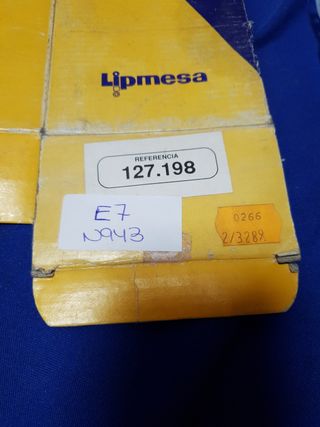 Lipmesa
REFERENCIA
127.198
E7
N943
0266
2/3289.